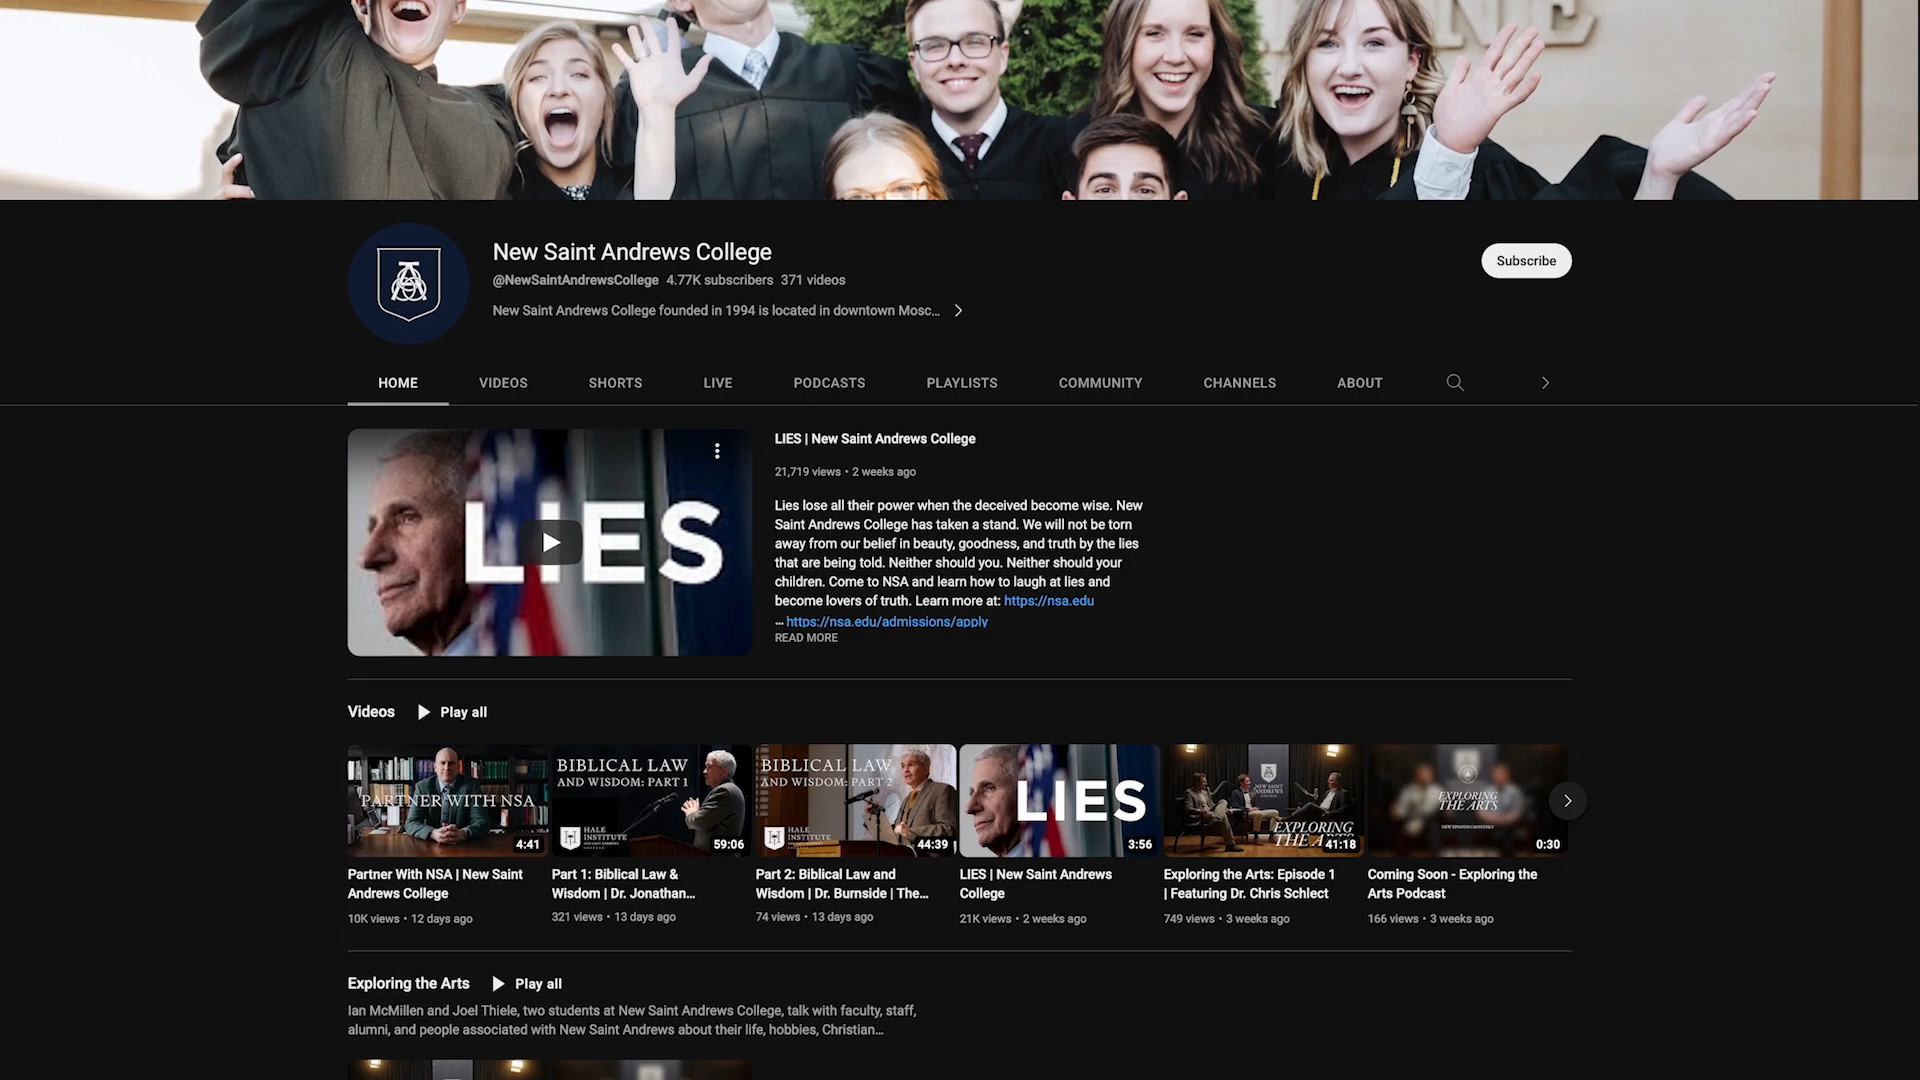 NE
New Saint Andrews College
@NewSaintAndrewsCollege 4.77K subscribers 371 videos
New Saint Andrews College founded in 1994 is located in downtown Mosc...
Subscribe
HOME VIDEOS SHORTS LIVE PODCASTS PLAYLISTS COMMUNITY CHANNELS ABOUT
LIES
LIES | New Saint Andrews College
21,719 views • 2 weeks ago
Lies lose all their power when the deceived become wise. New
Saint Andrews College has taken a stand. We will not be torn
away from our belief in beauty, goodness, and truth by the lies
that are being told. Neither should you. Neither should your
children. Come to NSA and learn how to laugh at lies and
become lovers of truth. Learn more at: https://nsa.edu
... https://nsa.edu/admissions/apply
READ MORE
Videos Play all
PARTNER WITH NSA
4:41
Partner With NSA | New Saint
Andrews College
10K views • 12 days ago
BIBLICAL LAW
AND WISDOM: PART 1
HALE
INSTITUTE
59:06
Part 1: Biblical Law &
Wisdom | Dr. Jonathan...
321 views • 13 days ago
BIBLICAL LAW
AND WISDOM: PART 2
HALE
INSTITUTE
44:39
Part 2: Biblical Law and
Wisdom | Dr. Burnside | The...
74 views • 13 days ago
LIES
3:56
LIES | New Saint Andrews
College
21K views • 2 weeks ago
NEW SAINT
ANDREWS
EXPLORING
THE ARTS
41:18
Exploring the Arts: Episode 1
| Featuring Dr. Chris Schlect
749 views • 3 weeks ago
EXPLORING
THE ARTS
NEW EPISODES MONTHLY
0:30
Coming Soon - Exploring the
Arts Podcast
166 views • 3 weeks ago
Exploring the Arts Play all
Ian McMillen and Joel Thiele, two students at New Saint Andrews College, talk with faculty, staff,
alumni, and people associated with New Saint Andrews about their life, hobbies, Christian...